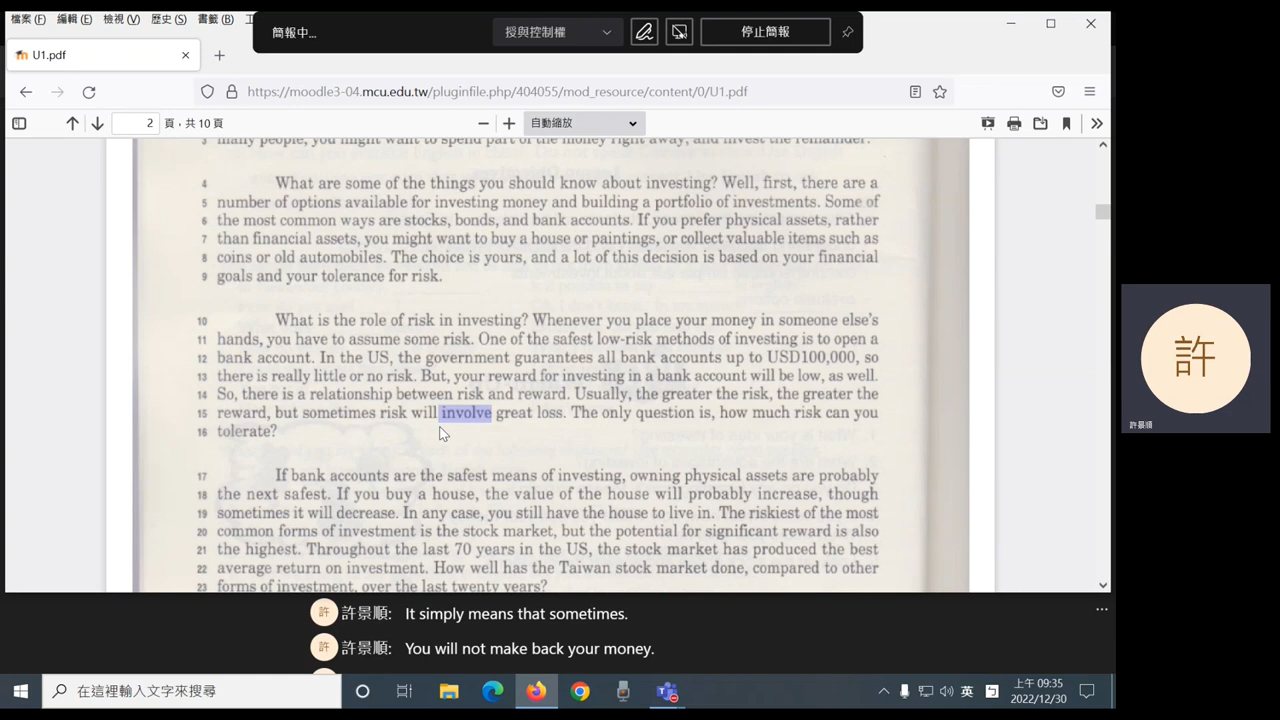 檔案 (F) 編輯 (E) 檢視 (V) 歷史 (S) 書籤 (B)
簡報中...
授與控制權
停止簡報
U1.pdf
https://moodle3-04.mcu.edu.tw/pluginfile.php/404055/mod_resource/content/0/U1.pdf
2 頁，共 10 頁
自動縮放
3 many people, you might want to spend part of the money right away, and invest the remainder.
4 What are some of the things you should know about investing? Well, first, there are a
5 number of options available for investing money and building a portfolio of investments. Some of
6 the most common ways are stocks, bonds, and bank accounts. If you prefer physical assets, rather
7 than financial assets, you might want to buy a house or paintings, or collect valuable items such as
8 coins or old automobiles. The choice is yours, and a lot of this decision is based on your financial
9 goals and your tolerance for risk.
10 What is the role of risk in investing? Whenever you place your money in someone else's
11 hands, you have to assume some risk. One of the safest low-risk methods of investing is to open a
12 bank account. In the US, the government guarantees all bank accounts up to USD100,000, so
13 there is really little or no risk. But, your reward for investing in a bank account will be low, as well.
14 So, there is a relationship between risk and reward. Usually, the greater the risk, the greater the
15 reward, but sometimes risk will involve great loss. The only question is, how much risk can you
16 tolerate?
17 If bank accounts are the safest means of investing, owning physical assets are probably
18 the next safest. If you buy a house, the value of the house will probably increase, though
19 sometimes it will decrease. In any case, you still have the house to live in. The riskiest of the most
20 common forms of investment is the stock market, but the potential for significant reward is also
21 the highest. Throughout the last 70 years in the US, the stock market has produced the best
22 average return on investment. How well has the Taiwan stock market done, compared to other
23 forms of investment, over the last twenty years?
許
許景順
許 許景順: It simply means that sometimes.
許 許景順: You will not make back your money.
在這裡輸入文字來搜尋
英
上午 09:35
2022/12/30